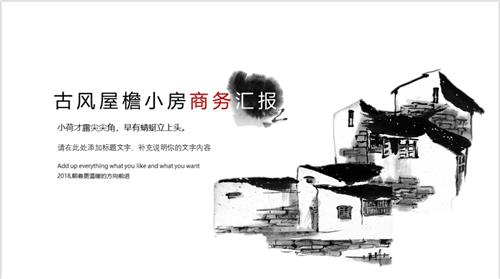 古风屋檐小房商务汇报
小荷才露尖尖角，早有蜻蜓立上头。
请在此处添加标题文字、补充说明你的文字内容
Add up everything what you like and what you want
2018,朝着更温暖的方向前进